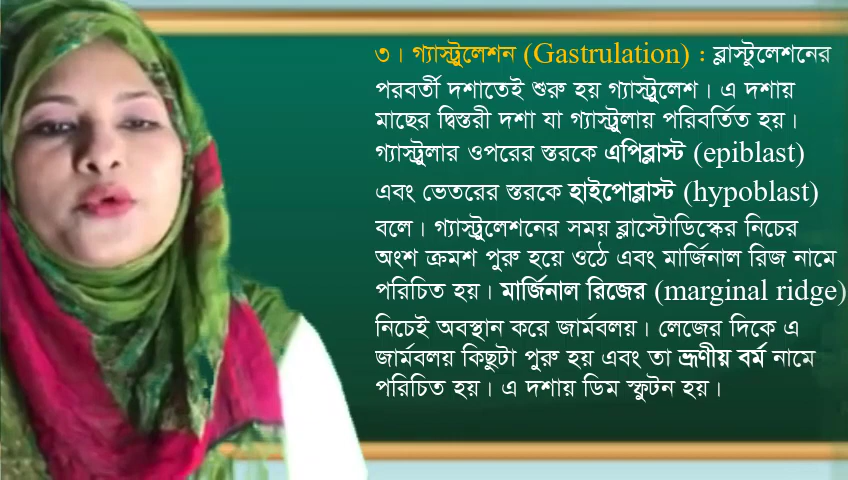 ৩। গ্যাস্ট্রুলেশন (Gastrulation) : ব্লাস্টুলেশনের
পরবর্তী দশাতেই শুরু হয় গ্যাস্ট্রুলেশ। এ দশায়
মাছের দ্বিস্তরী দশা যা গ্যাস্ট্রুলায় পরিবর্তিত হয়।
গ্যাস্ট্রুলার ওপরের স্তরকে এপিব্লাস্ট (epiblast)
এবং ভেতরের স্তরকে হাইপোব্লাস্ট (hypoblast)
বলে। গ্যাস্ট্রুলেশনের সময় ব্লাস্টোডিস্কের নিচের
অংশ ক্রমশ পুরু হয়ে ওঠে এবং মার্জিনাল রিজ নামে
পরিচিত হয়। মার্জিনাল রিজের (marginal ridge)
নিচেই অবস্থান করে জার্মবলয়। লেজের দিকে এ
জার্মবলয় কিছুটা পুরু হয় এবং তা ভ্রূণীয় বর্ম নামে
পরিচিত হয়। এ দশায় ডিম স্ফুটন হয়।